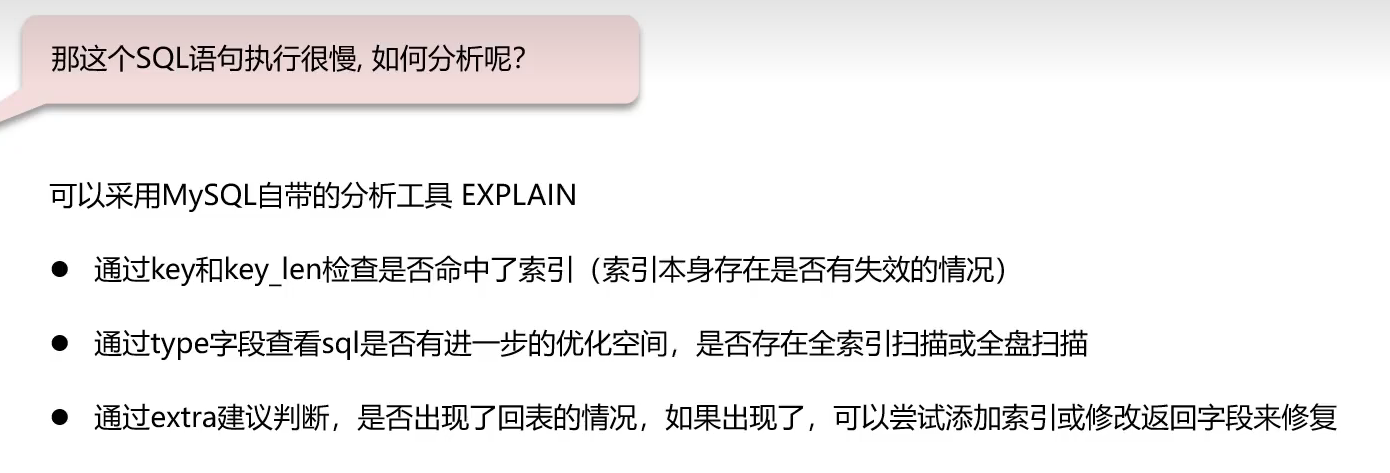 那这个SQL语句执行很慢, 如何分析呢？
可以采用MySQL自带的分析工具 EXPLAIN
● 通过key和key_len检查是否命中了索引（索引本身存在是否有失效的情况）
● 通过type字段查看sql是否有进一步的优化空间，是否存在全索引扫描或全盘扫描
● 通过extra建议判断，是否出现了回表的情况，如果出现了，可以尝试添加索引或修改返回字段来修复